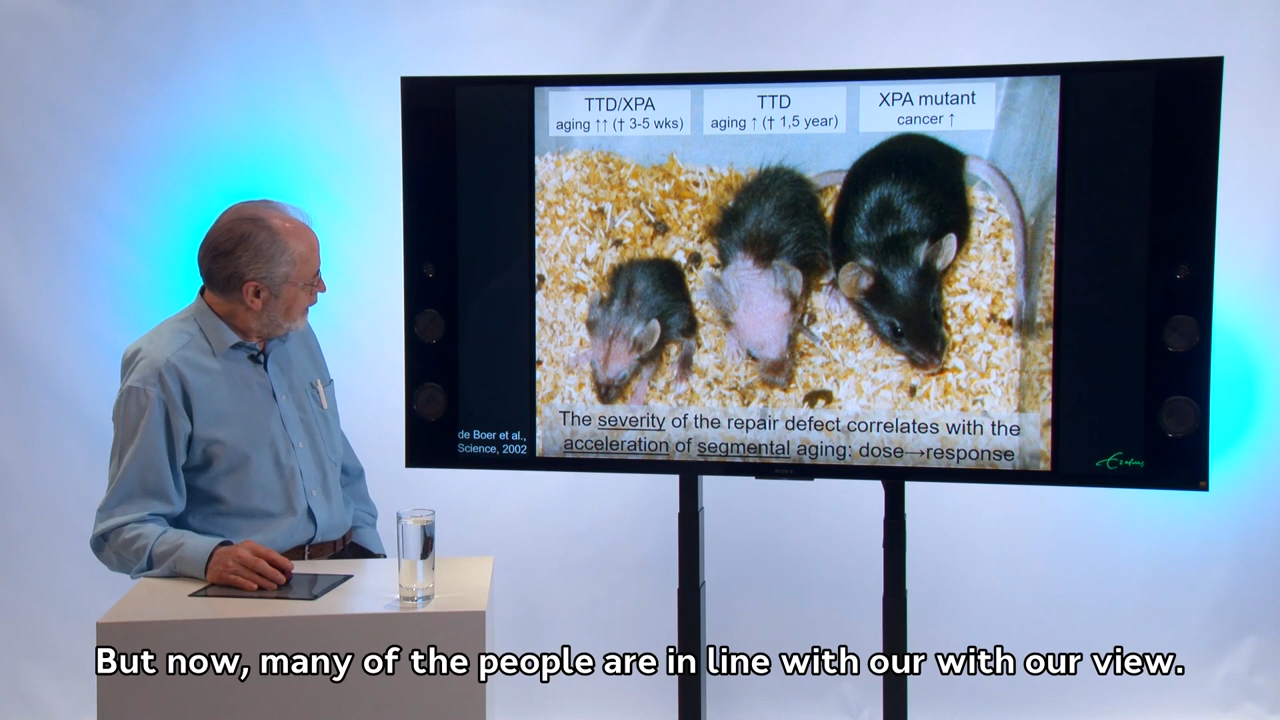 TTD/XPA
aging ↑↑ († 3-5 wks)
TTD
aging ↑ († 1,5 year)
XPA mutant
cancer ↑
The severity of the repair defect correlates with the
acceleration of segmental aging: dose→response
de Boer et al.,
Science, 2002
Erasmus
SONY
But now, many of the people are in line with our with our view.